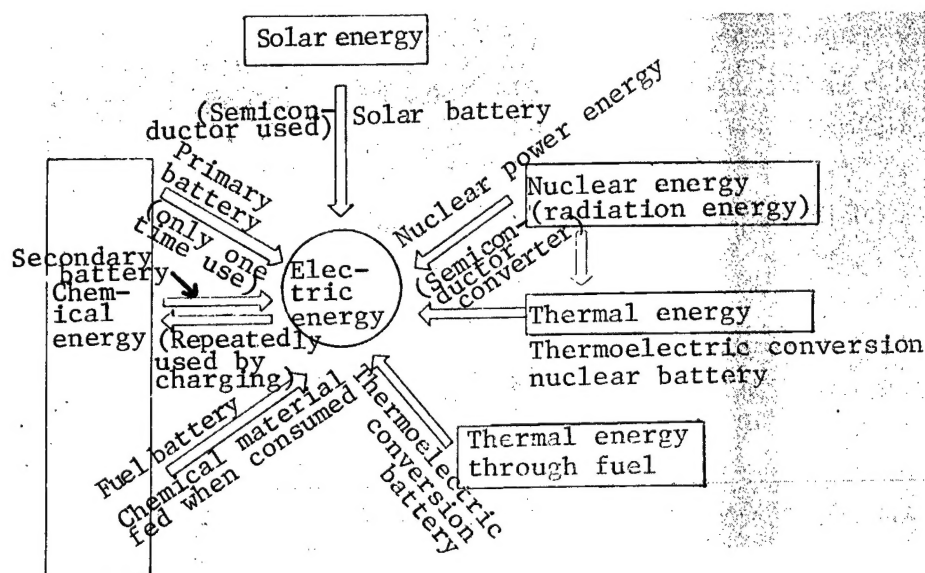 Solar energy
(Semicon-
ductor used)
Solar battery
Primary
battery
(only one
time use)
Nuclear power energy
(Semicon-
ductor
converter)
Nuclear energy
(radiation energy)
Secondary
battery
Chem-
ical
energy
Elec-
tric
energy
Thermal energy
Thermoelectric conversion
nuclear battery
(Repeatedly
used by
charging)
Fuel battery
Chemical material
fed when consumed
Thermoelectric
conversion
battery
Thermal energy
through fuel